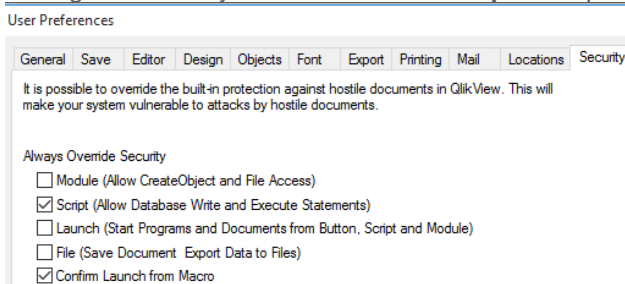 User Preferences
General Save Editor Design Objects Font Export Printing Mail Locations Security
It is possible to override the built-in protection against hostile documents in QlikView. This will
make your system vulnerable to attacks by hostile documents.
Always Override Security
Module (Allow CreateObject and File Access)
Script (Allow Database Write and Execute Statements)
Launch (Start Programs and Documents from Button, Script and Module)
File (Save Document Export Data to Files)
Confirm Launch from Macro